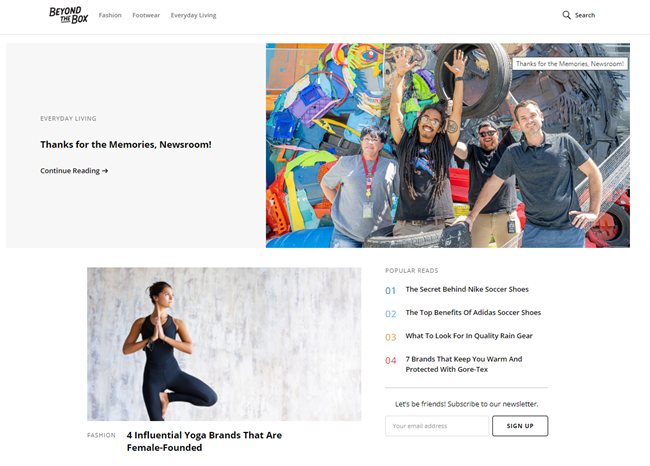 BEYOND
THE
BOX
Fashion Footwear Everyday Living
Search
Thanks for the Memories, Newsroom!
EVERYDAY LIVING
Thanks for the Memories, Newsroom!
Continue Reading →
POPULAR READS
01 The Secret Behind Nike Soccer Shoes
02 The Top Benefits Of Adidas Soccer Shoes
03 What To Look For In Quality Rain Gear
04 7 Brands That Keep You Warm And
Protected With Gore-Tex
Let's be friends! Subscribe to our newsletter.
Your email address SIGN UP
FASHION 4 Influential Yoga Brands That Are
Female-Founded